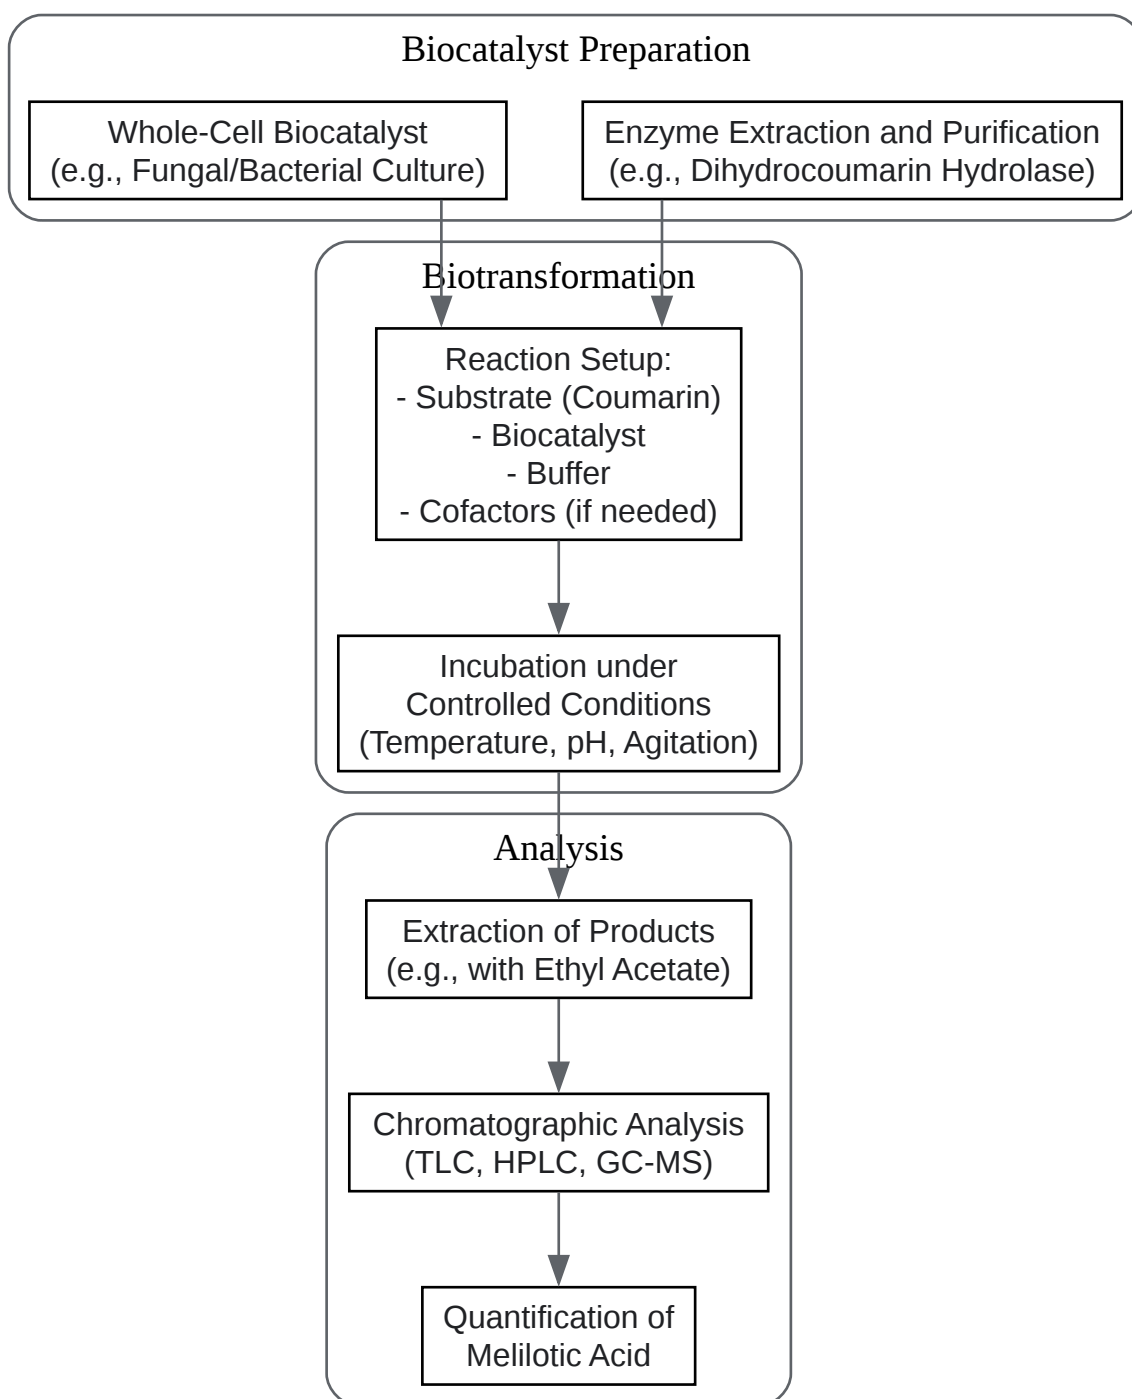 Biocatalyst Preparation
Whole-Cell Biocatalyst
(e.g., Fungal/Bacterial Culture)
Enzyme Extraction and Purification
(e.g., Dihydrocoumarin Hydrolase)
Biotransformation
Reaction Setup:
- Substrate (Coumarin)
- Biocatalyst
- Buffer
- Cofactors (if needed)
Incubation under
Controlled Conditions
(Temperature, pH, Agitation)
Analysis
Extraction of Products
(e.g., with Ethyl Acetate)
Chromatographic Analysis
(TLC, HPLC, GC-MS)
Quantification of
Melilotic Acid